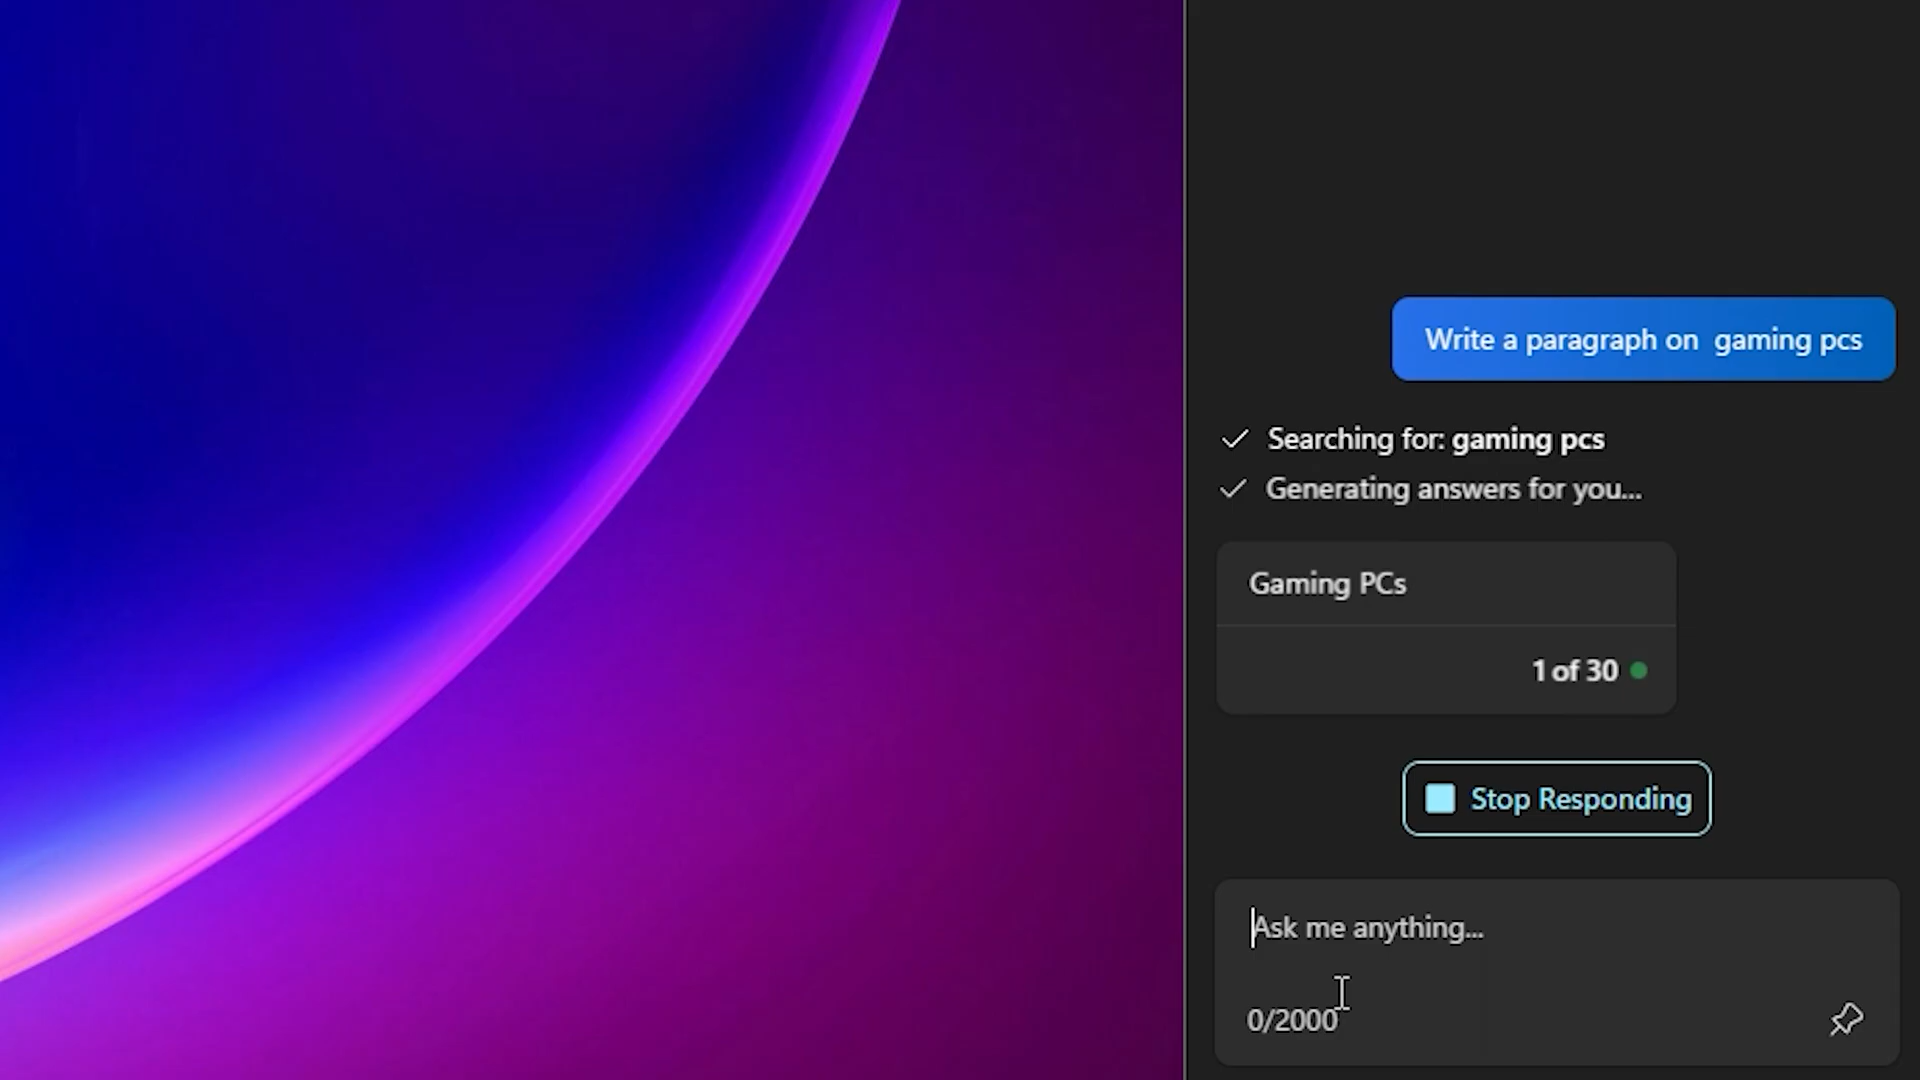 Write a paragraph on  gaming pcs
Searching for: gaming pcs
Generating answers for you...
Gaming PCs
1 of 30
Stop Responding
Ask me anything...
0/2000